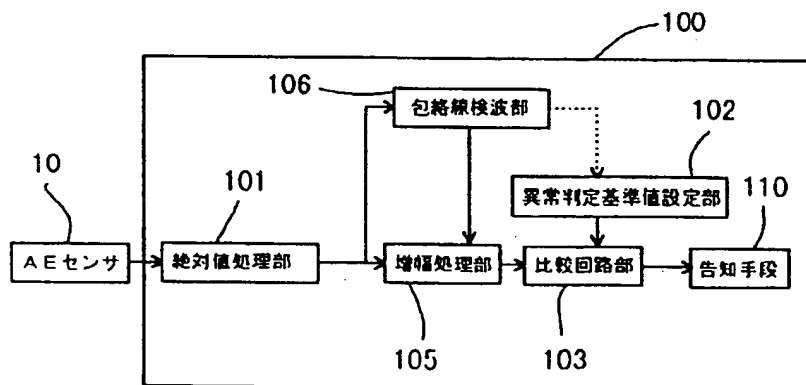 100
106
包絡線検波部
102
10
101
異常判定基準値設定部
110
AEセンサ
絶対値処理部
増幅処理部
比較回路部
告知手段
105
103